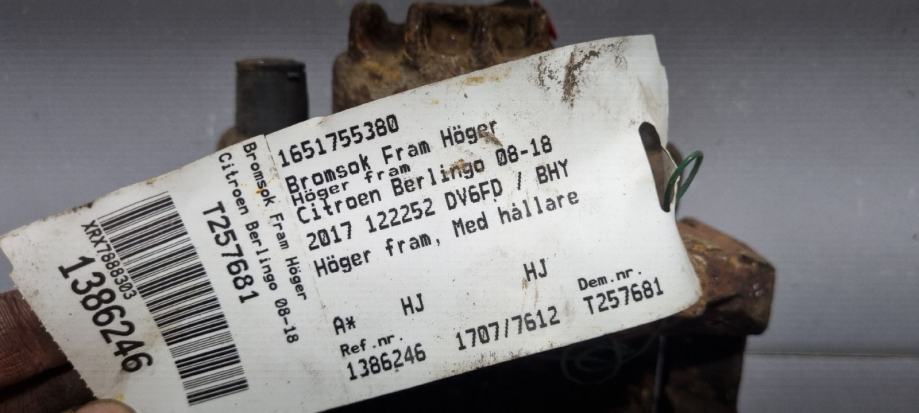 1651755380
Bromsok Fram Höger
Höger fram
Citroen Berlingo 08-18
2017 122252 DV6FD / BHY
Höger fram, Med hållare
HJ HJ
A* Dem.nr.
Ref.nr. 1707/7612 T257681
1386246
Bromsok Fram Höger
Citroen Berlingo 08-18
T257681
XRX7888303
1386246